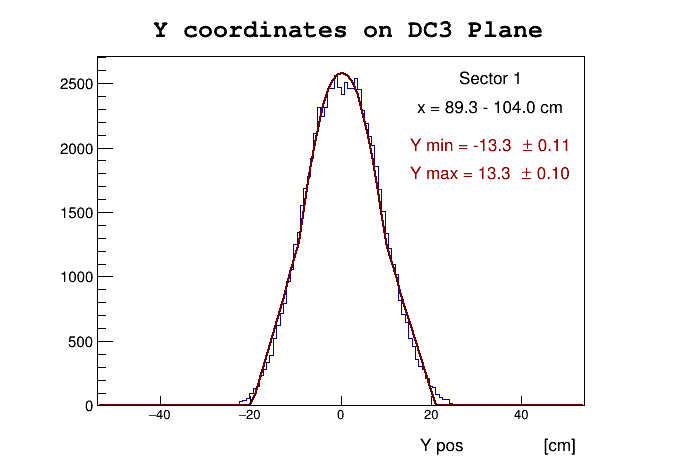 Y coordinates on DC3 Plane
Sector 1
x = 89.3 - 104.0 cm
Y min = -13.3 ± 0.11
Y max = 13.3 ± 0.10
2500
2000
1500
1000
500
0
−40 −20 0 20 40
Y pos [cm]